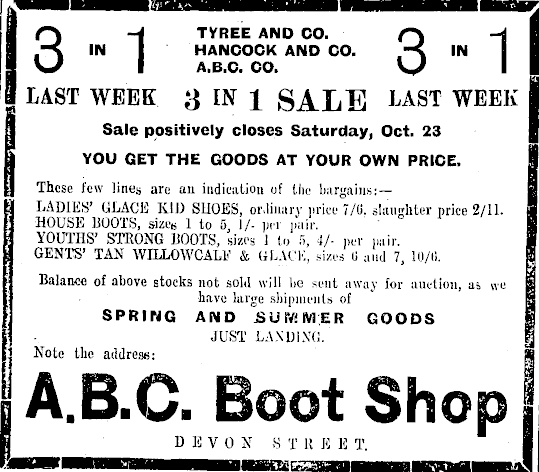 3 IN 1 TYREE AND CO. 3 IN 1
HANCOCK AND CO.
A.B.C. CO.
LAST WEEK 3 IN 1 SALE LAST WEEK
Sale positively closes Saturday, Oct. 23
YOU GET THE GOODS AT YOUR OWN PRICE.
These few lines are an indication of the bargains:—
LADIES' GLACE KID SHOES, ordinary price 7/6, slaughter price 2/11.
HOUSE BOOTS, sizes 1 to 5, 1/- per pair.
YOUTHS' STRONG BOOTS, sizes 1 to 5, 4/- per pair.
GENTS' TAN WILLOWCALF & GLACE, sizes 6 and 7, 10/6.
Balance of above stocks not sold will be sent away for auction, as we
have large shipments of
SPRING AND SUMMER GOODS
JUST LANDING.
Note the address:
A.B.C. Boot Shop
DEVON STREET.